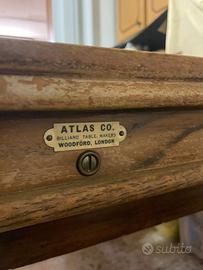 ATLAS CO.
BILLIARD TABLE MAKERS
WOODFORD, LONDON
subito